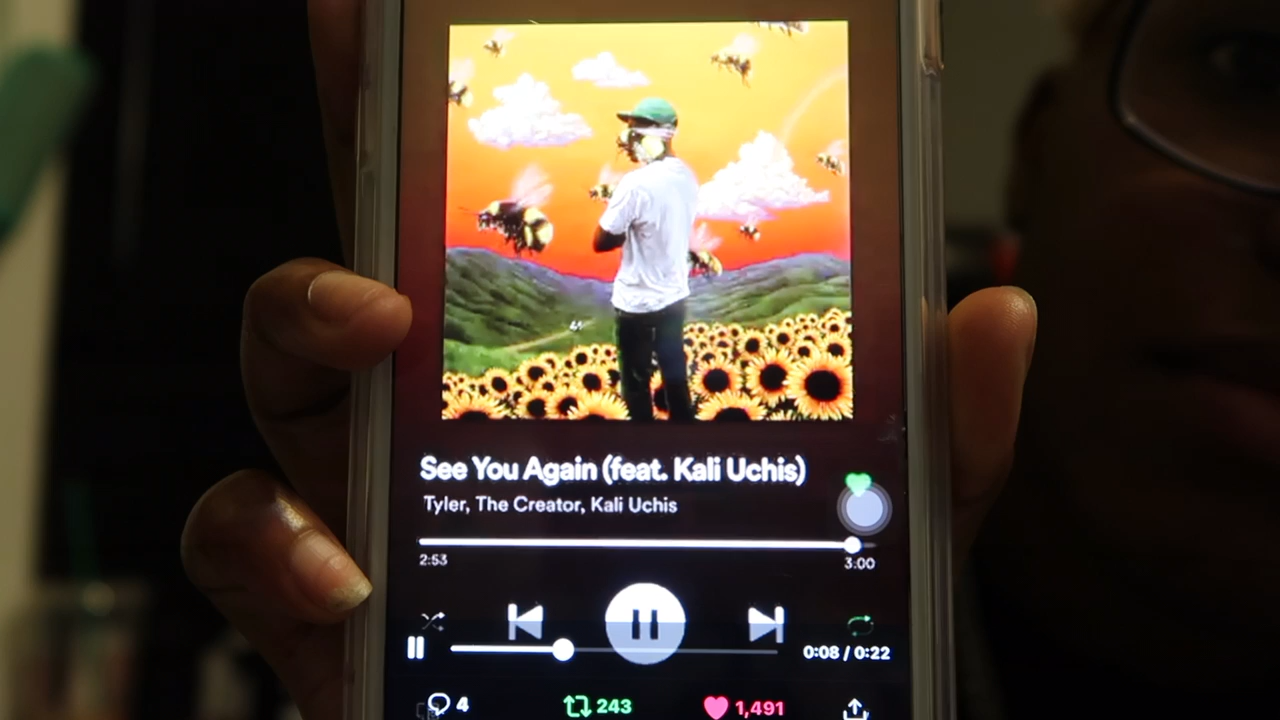 See You Again (feat. Kali Uchis)
Tyler, The Creator, Kali Uchis
2:53 3:00
0:08 / 0:22
4 243 1,491